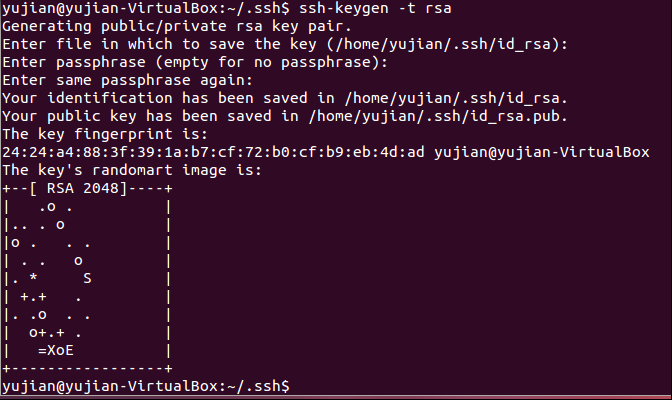 yujian@yujian-VirtualBox:~/.ssh$ ssh-keygen -t rsa
Generating public/private rsa key pair.
Enter file in which to save the key (/home/yujian/.ssh/id_rsa):
Enter passphrase (empty for no passphrase):
Enter same passphrase again:
Your identification has been saved in /home/yujian/.ssh/id_rsa.
Your public key has been saved in /home/yujian/.ssh/id_rsa.pub.
The key fingerprint is:
24:24:a4:88:3f:39:1a:b7:cf:72:b0:cf:b9:eb:4d:ad yujian@yujian-VirtualBox
The key's randomart image is:
+--[ RSA 2048]----+
|   .o .          |
|.. . o           |
|o .   . .        |
| . .   o         |
|. *     S        |
| +.+   .         |
|. .o  . .        |
|  o+.+ .         |
|   =XoE          |
+-----------------+
yujian@yujian-VirtualBox:~/.ssh$